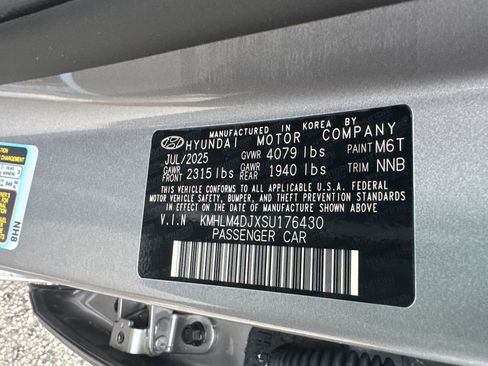 MANUFACTURED IN KOREA BY
HYUNDAI MOTOR COMPANY
JUL/2025 GVWR 4079 lbs PAINT M6T
GAWR FRONT 2315 lbs GAWR REAR 1940 lbs TRIM NNB
THIS VEHICLE CONFORMS TO ALL APPLICABLE U.S.A. FEDERAL
MOTOR VEHICLE SAFETY, BUMPER, AND THEFT PREVENTION STANDARDS
IN EFFECT ON THE DATE OF MANUFACTURE SHOWN ABOVE.
V.I.N KMHLM4DJXSU176430
PASSENGER CAR
NH8